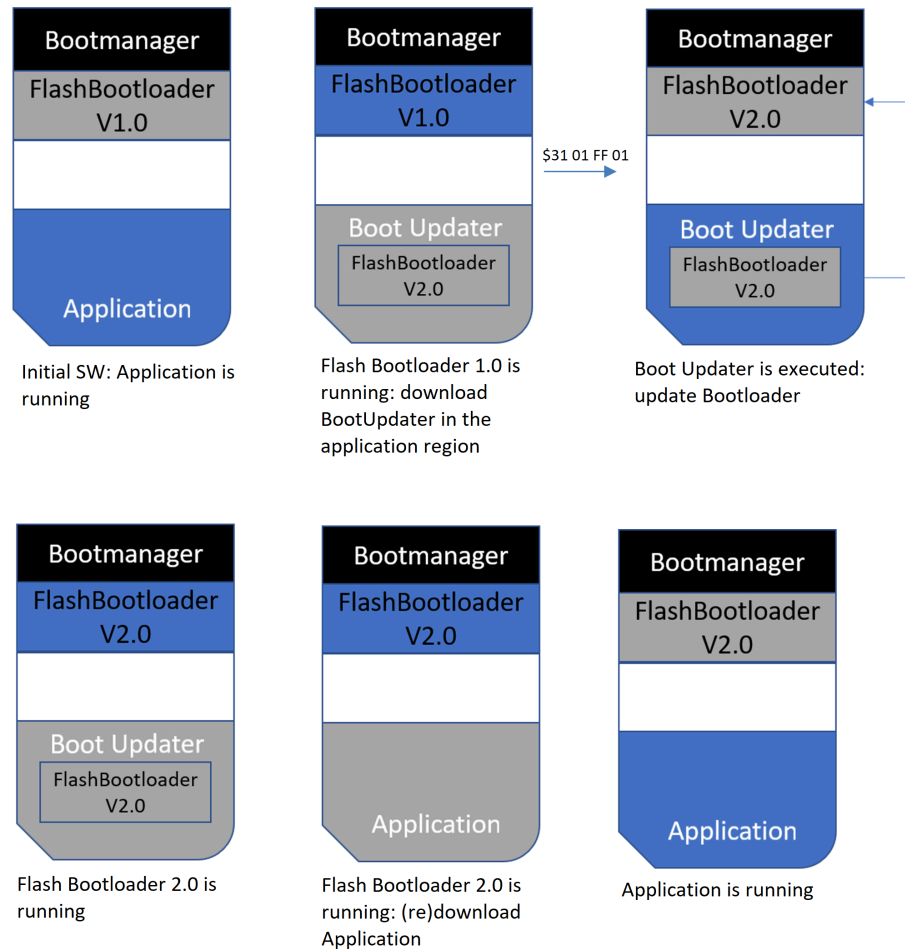 Bootmanager
FlashBootloader
V1.0
Application
Initial SW: Application is
running
Bootmanager
FlashBootloader
V1.0
Boot Updater
FlashBootloader
V2.0
Flash Bootloader 1.0 is
running: download
BootUpdater in the
application region
$31 01 FF 01
Bootmanager
FlashBootloader
V2.0
Boot Updater
FlashBootloader
V2.0
Boot Updater is executed:
update Bootloader
Bootmanager
FlashBootloader
V2.0
Boot Updater
FlashBootloader
V2.0
Flash Bootloader 2.0 is
running
Bootmanager
FlashBootloader
V2.0
Application
Flash Bootloader 2.0 is
running: (re)download
Application
Bootmanager
FlashBootloader
V2.0
Application
Application is running